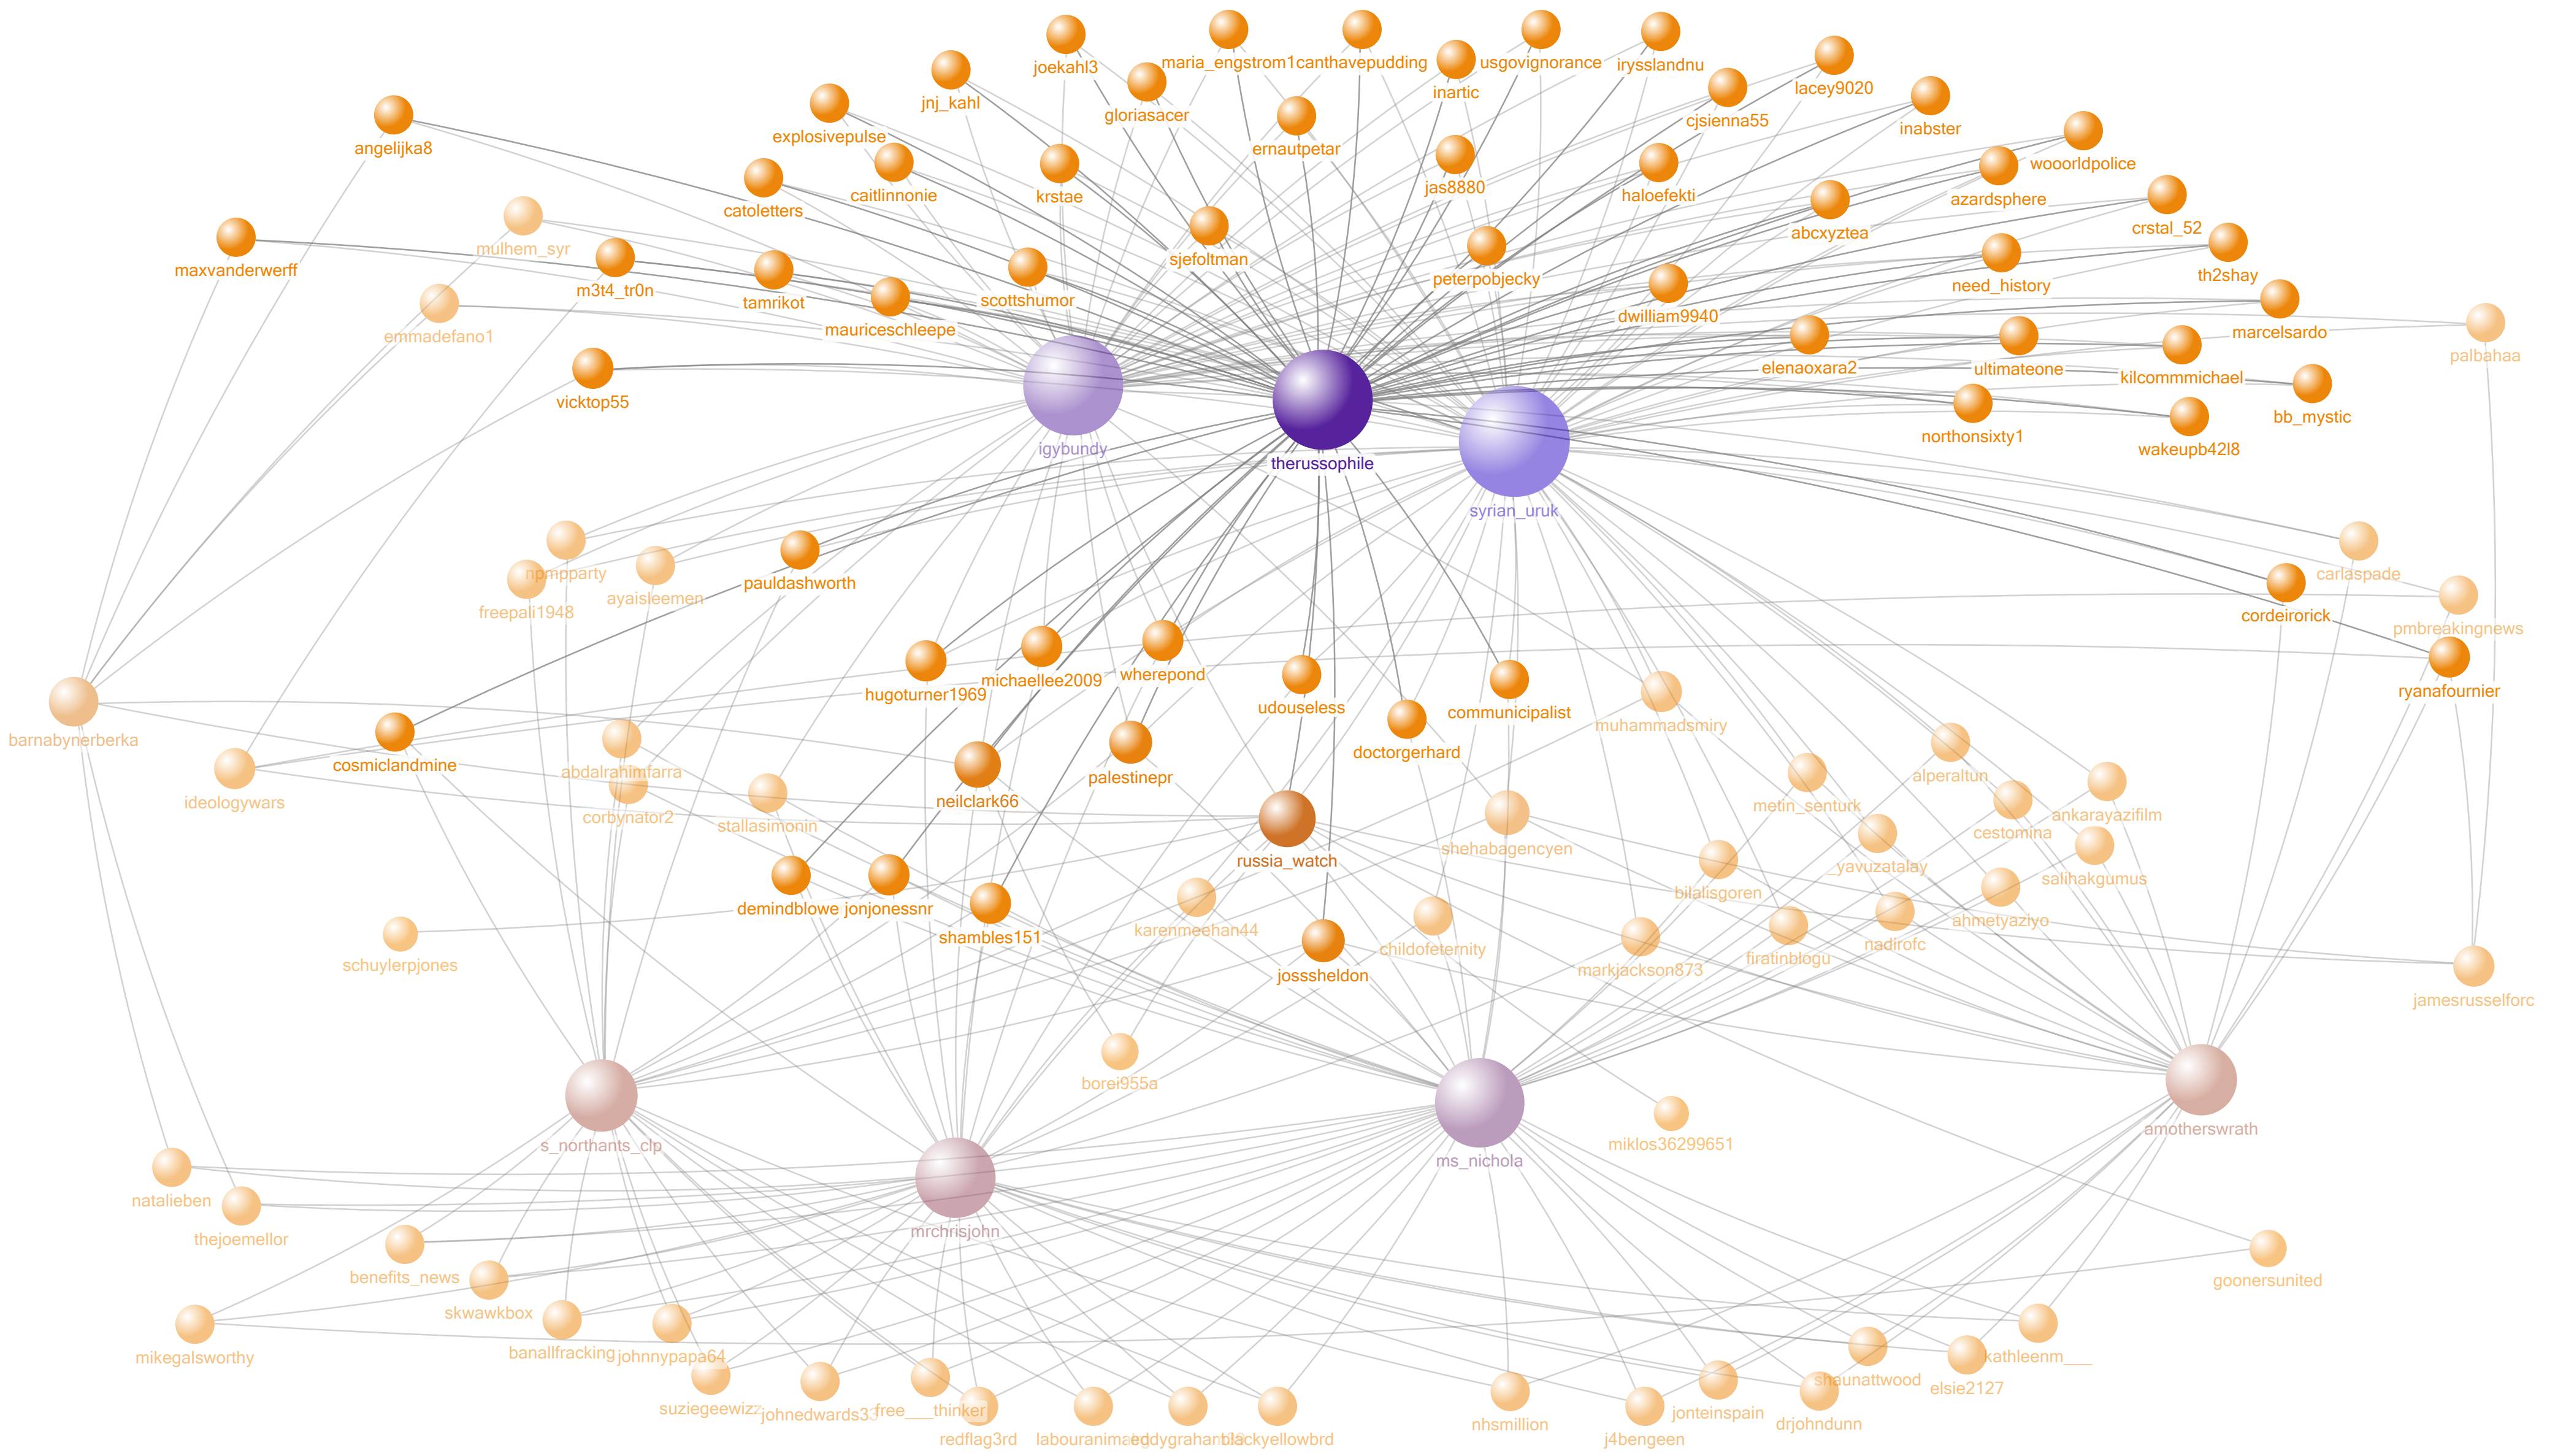 joekahl3
maria_engstrom1
canthavepudding
usgovignorance
irysslandnu
jnj_kahl
gloriasacer
inartic
lacey9020
angelijka8
explosivepulse
ernautpetar
cjsienna55
inabster
catoletters
caitlinnonie
krstae
jas8880
haloefekti
wooorldpolice
mulhem_syr
maxvanderwerff
m3t4_tr0n
tamrikot
scottshumor
sjefoltman
peterpobjecky
abcxyztea
azardsphere
crstal_52
emmadefano1
mauriceschleepe
dwilliam9940
need_history
th2shay
vicktop55
igybundy
therussophile
syrian_uruk
elenaoxara2
ultimateone
kilcommmichael
marcelsardo
palbahaa
northonsixty1
wakeupb42l8
bb_mystic
npmpparty
freepali1948
ayaisleemen
pauldashworth
carlaspade
cordeirorick
pmbreakingnews
hugoturner1969
michaellee2009
wherepond
udouseless
communicipalist
muhammadsmiry
ryanafournier
barnabynerberka
cosmiclandmine
ideologywars
abdalrahimfarra
corbynator2
stallasimonin
neilclark66
palestinepr
doctorgerhard
metin_senturk
alperaltun
cestomina
ankarayazifilm
russia_watch
shehabagencyen
bilalisgoren
_yavuzatalay
salihakgumus
demindblowe
jonjonessnr
shambles151
karenmeehan44
childofeternity
markjackson873
firatinblogu
nadirofc
ahmetyaziyo
schuylerpjones
josssheldon
jamesrusselforc
borei955a
s_northants_clp
mrchrisjohn
ms_nichola
miklos36299651
amotherswrath
natalieben
thejoemellor
benefits_news
skwawkbox
goonersunited
mikegalsworthy
banallfracking
johnnypapa64
suziegeewizz
free___thinker
redflag3rd
nhsmillion
j4bengeen
jonteinspain
drjohndunn
shaunattwood
elsie2127
kathleenm___